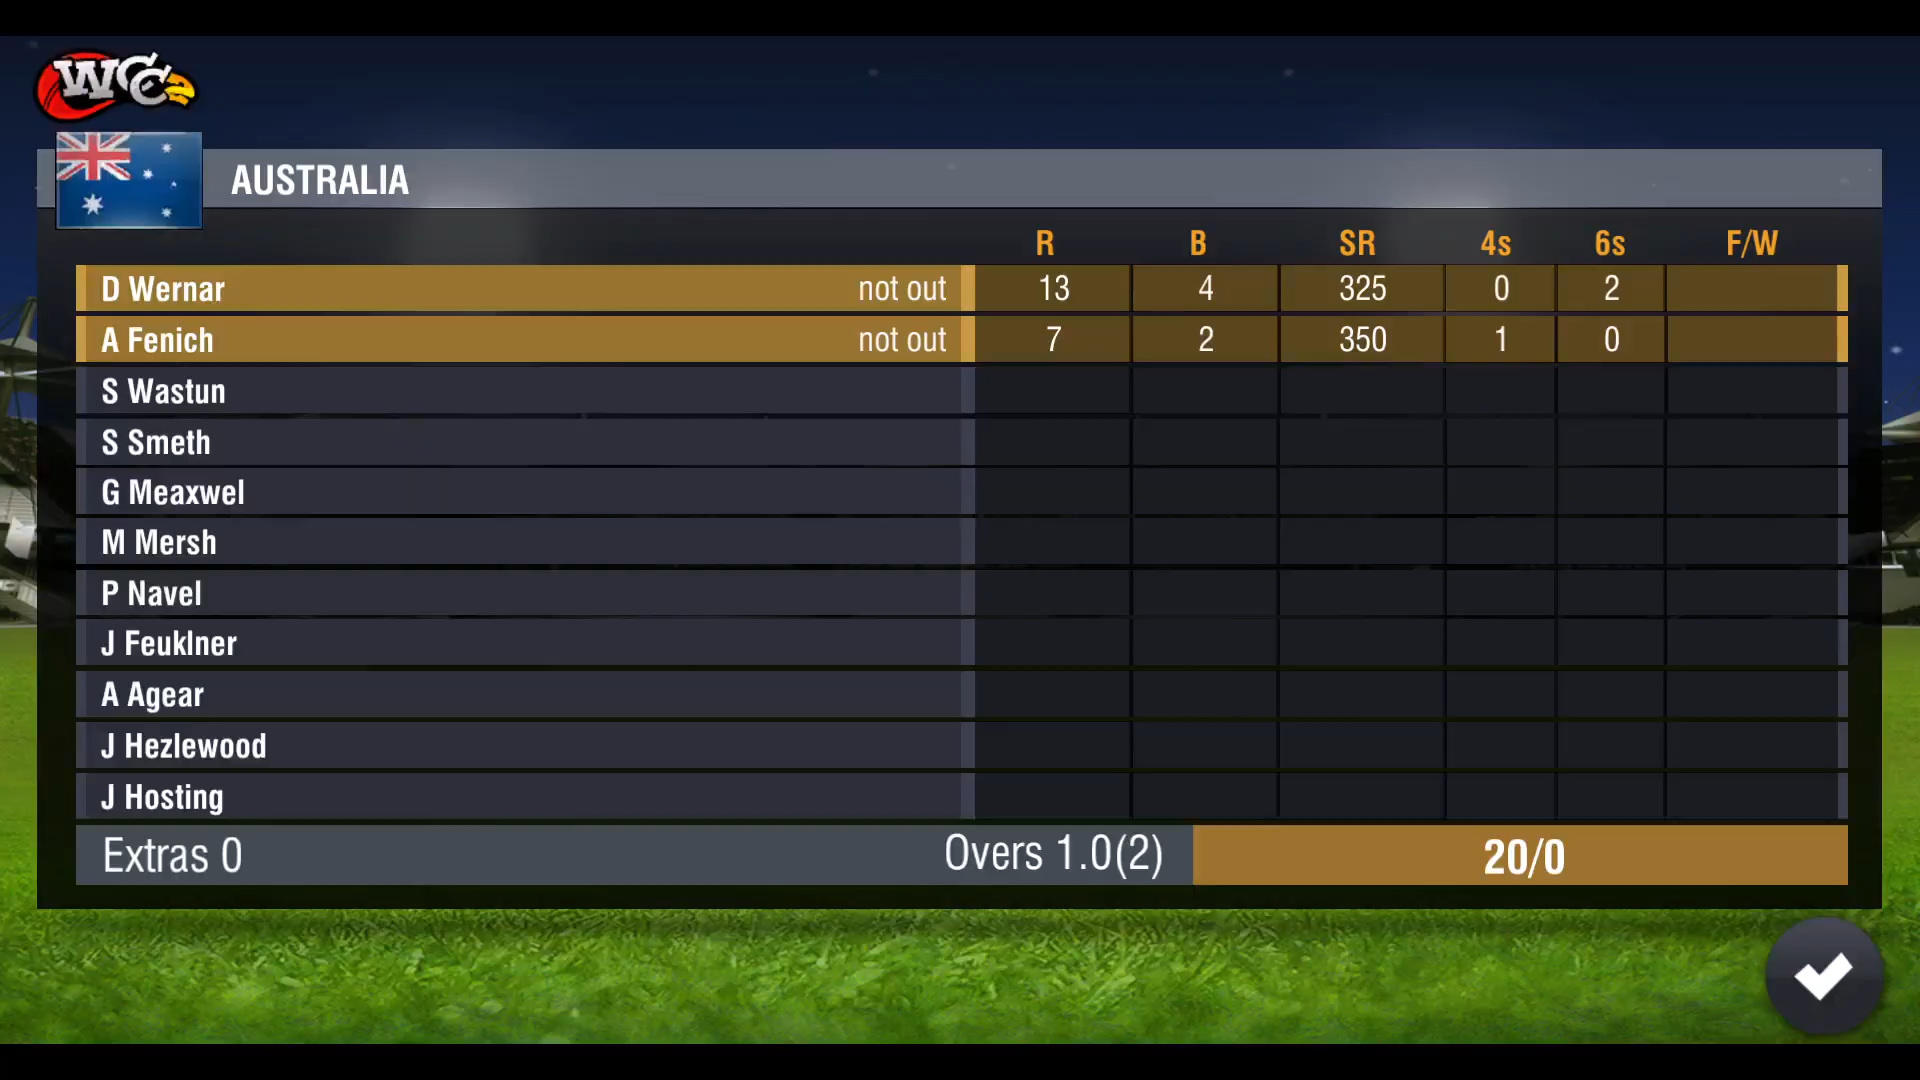 WCC
AUSTRALIA
R B SR 4s 6s F/W
D Wernar not out 13 4 325 0 2
A Fenich not out 7 2 350 1 0
S Wastun
S Smeth
G Meaxwel
M Mersh
P Navel
J Feuklner
A Agear
J Hezlewood
J Hosting
Extras 0 Overs 1.0(2) 20/0